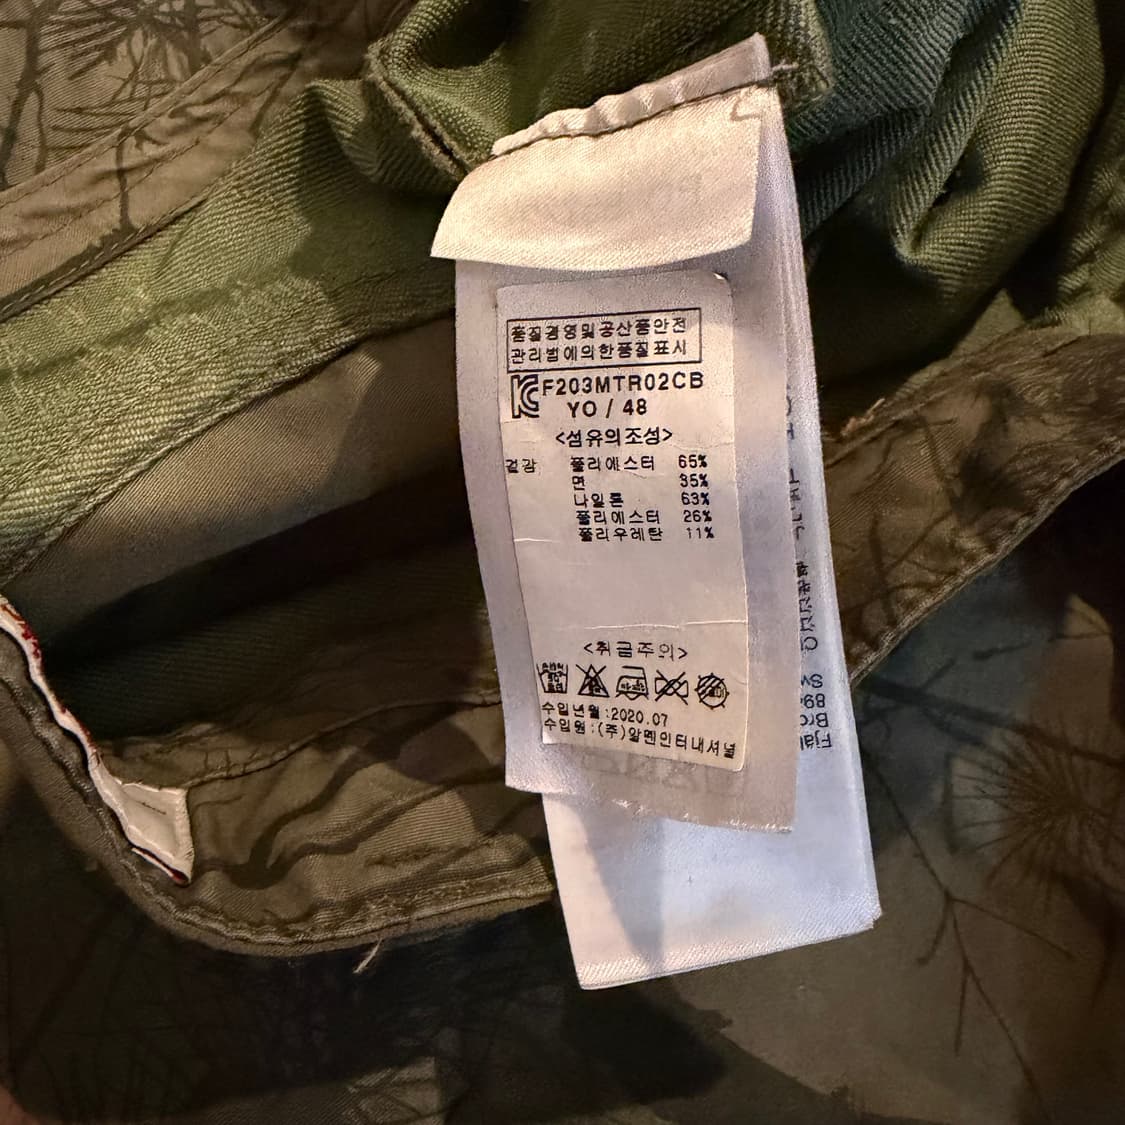 품질경영및공산품안전
관리법에의한품질표시
F203MTR02CB
YO / 48
<섬유의조성>
겉감 폴리에스터 65%
면 35%
나일론 63%
폴리에스터 26%
폴리우레탄 11%
<취급주의>
수입년월:2020.07
수입원:(주)알펜인터내셔널